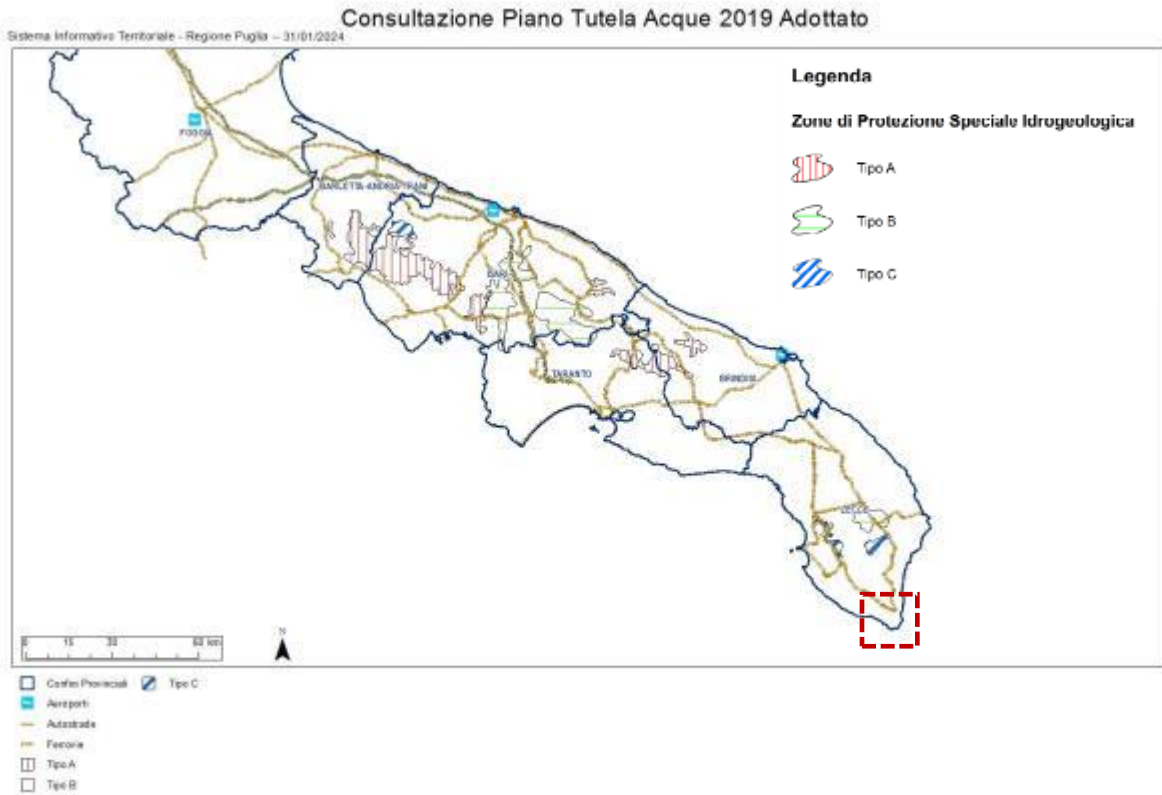 Consultazione Piano Tutela Acque 2019 Adottato
Sistema Informativo Territoriale - Regione Puglia - 31/01/2024
Legenda
Zone di Protezione Speciale Idrogeologica
Tipo A
Tipo B
Tipo C
FOGGIA
BARLETTA-ANDRIA-TRANI
BARI
TARANTO
BRINDISI
LECCE
0 15 30 60 km
N
Confini Provinciali Tipo C
Aeroporti
Autostrade
Ferrovie
Tipo A
Tipo B